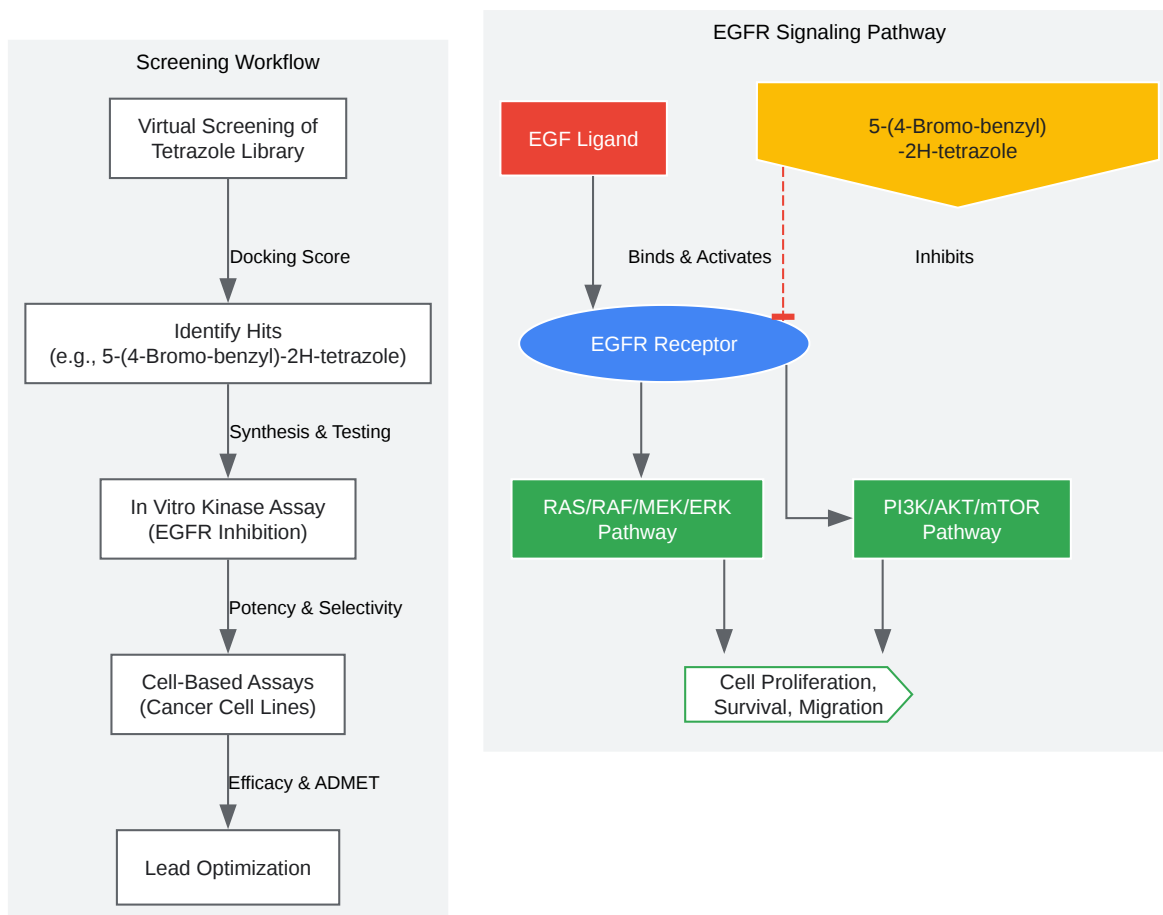 Screening Workflow
Virtual Screening of
Tetrazole Library
Docking Score
Identify Hits
(e.g., 5-(4-Bromo-benzyl)-2H-tetrazole)
Synthesis & Testing
In Vitro Kinase Assay
(EGFR Inhibition)
Potency & Selectivity
Cell-Based Assays
(Cancer Cell Lines)
Efficacy & ADMET
Lead Optimization
EGFR Signaling Pathway
EGF Ligand
5-(4-Bromo-benzyl)
-2H-tetrazole
Binds & Activates
Inhibits
EGFR Receptor
RAS/RAF/MEK/ERK
Pathway
PI3K/AKT/mTOR
Pathway
Cell Proliferation,
Survival, Migration